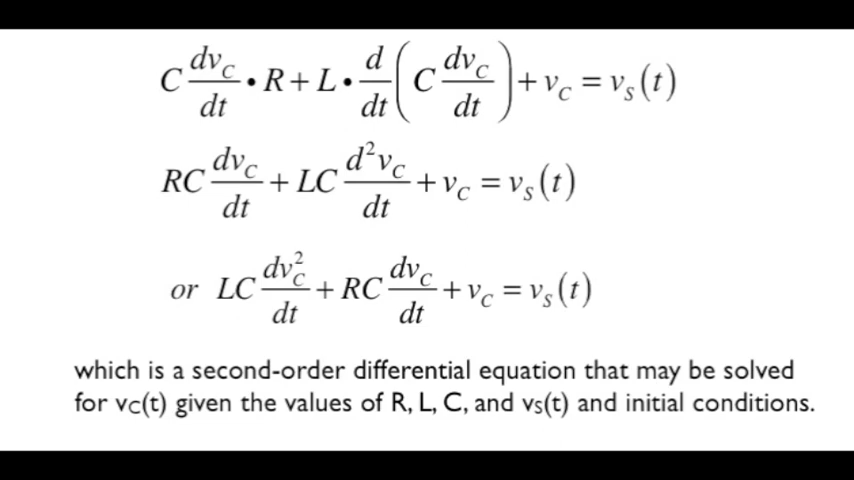 C dv_C/dt • R + L • d/dt (C dv_C/dt) + v_C = v_S(t)
RC dv_C/dt + LC d²v_C/dt + v_C = v_S(t)
or LC dv_C²/dt + RC dv_C/dt + v_C = v_S(t)
which is a second-order differential equation that may be solved
for v_C(t) given the values of R, L, C, and v_S(t) and initial conditions.